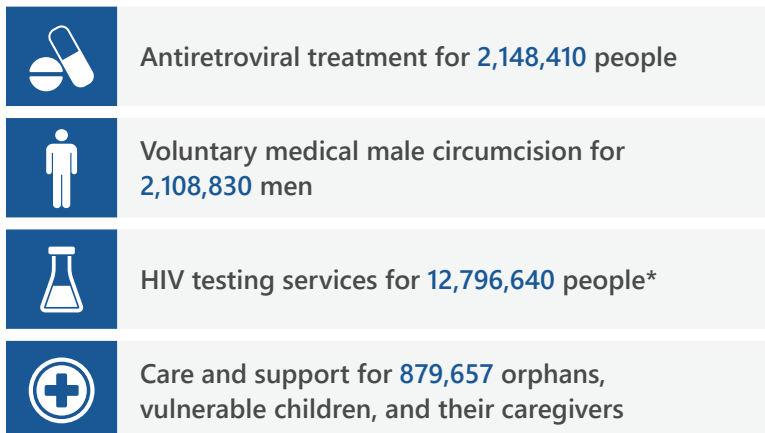 Antiretroviral treatment for 2,148,410 people
Voluntary medical male circumcision for
2,108,830 men
HIV testing services for 12,796,640 people*
Care and support for 879,657 orphans,
vulnerable children, and their caregivers